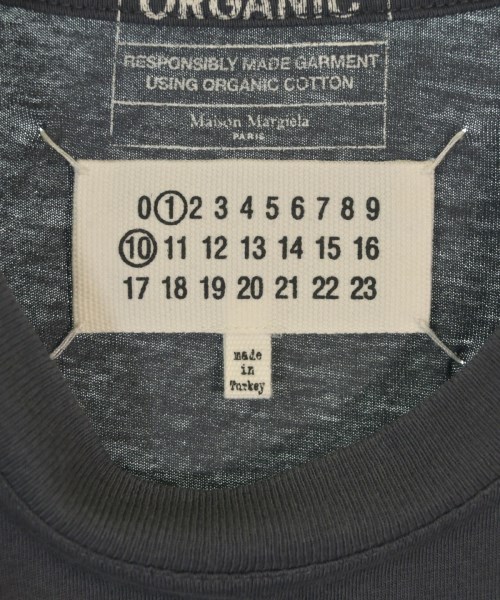 ORGANIC
RESPONSIBLY MADE GARMENT
USING ORGANIC COTTON
Maison Margiela
PARIS
0 1 2 3 4 5 6 7 8 9
10 11 12 13 14 15 16
17 18 19 20 21 22 23
made
in
Turkey